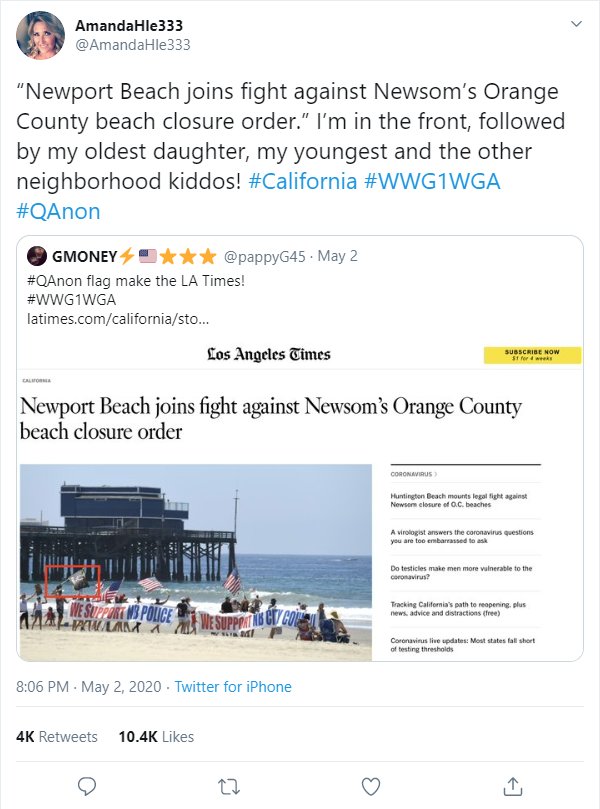 AmandaHle333
@AmandaHle333
“Newport Beach joins fight against Newsom’s Orange
County beach closure order.” I’m in the front, followed
by my oldest daughter, my youngest and the other
neighborhood kiddos! #California #WWG1WGA
#QAnon
GMONEY⚡🇺🇸⭐⭐⭐ @pappyG45 · May 2
#QAnon flag make the LA Times!
#WWG1WGA
latimes.com/california/sto...
Los Angeles Times
SUBSCRIBE NOW
$1 for 4 weeks
CALIFORNIA
Newport Beach joins fight against Newsom’s Orange County
beach closure order
CORONAVIRUS >
Huntington Beach mounts legal fight against
Newsom closure of O.C. beaches
A virologist answers the coronavirus questions
you are too embarrassed to ask
Do testicles make men more vulnerable to the
coronavirus?
Tracking California’s path to reopening, plus
news, advice and distractions (free)
Coronavirus live updates: Most states fall short
of testing thresholds
WE SUPPORT NB POLICE
WE SUPPORT NB CITY
8:06 PM · May 2, 2020 · Twitter for iPhone
4K Retweets 10.4K Likes